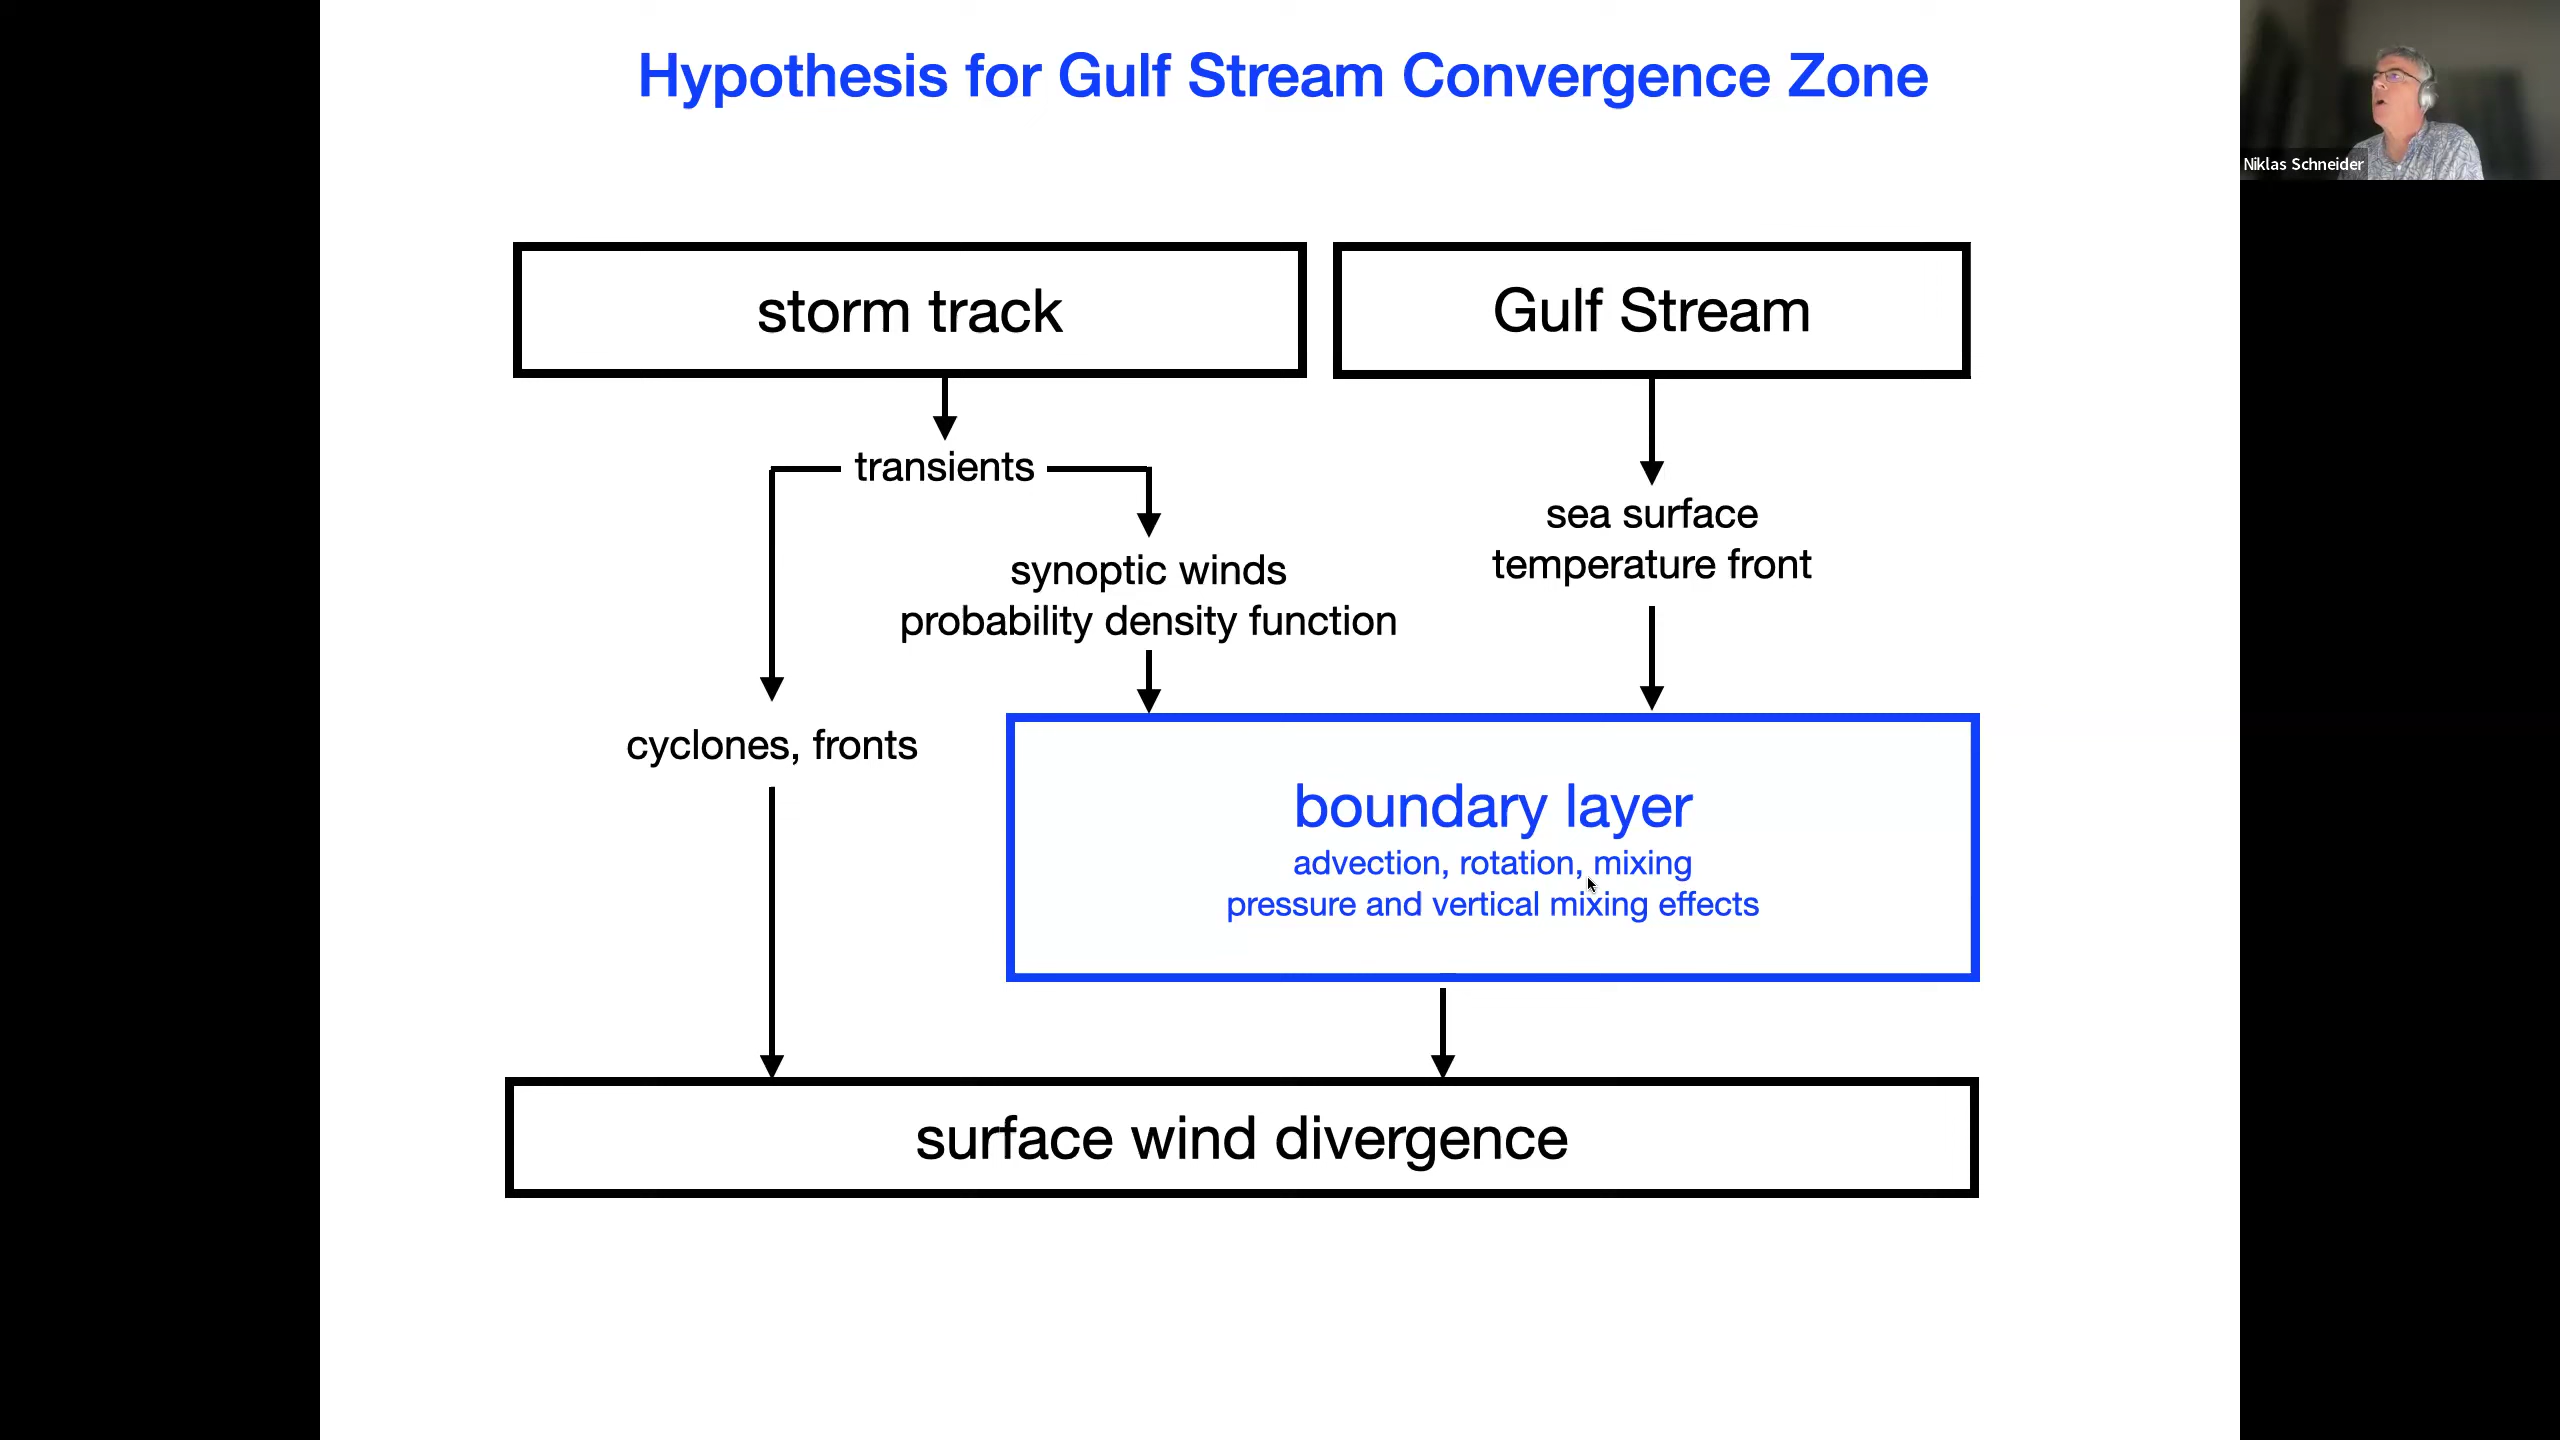 Hypothesis for Gulf Stream Convergence Zone
Niklas Schneider
storm track
Gulf Stream
transients
sea surface
temperature front
synoptic winds
probability density function
cyclones, fronts
boundary layer
advection, rotation, mixing
pressure and vertical mixing effects
surface wind divergence